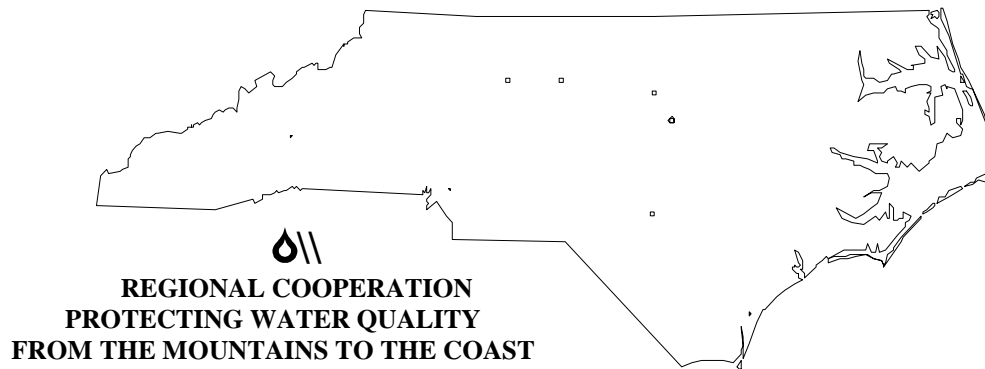 REGIONAL COOPERATION
PROTECTING WATER QUALITY
FROM THE MOUNTAINS TO THE COAST